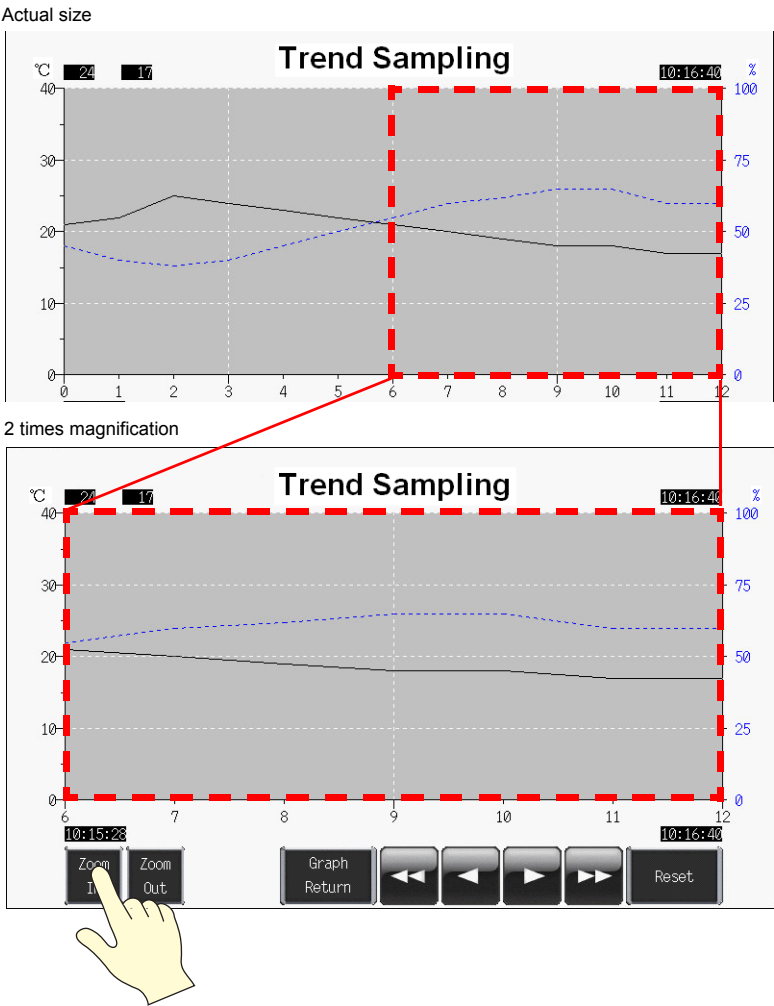 Actual size
Trend Sampling
℃ 24 17 10:16:40 %
40 100
30 75
20 50
10 25
0 0
0 1 2 3 4 5 6 7 8 9 10 11 12
2 times magnification
Trend Sampling
℃ 24 17 10:16:40 %
40 100
30 75
20 50
10 25
0 0
6 7 8 9 10 11 12
10:15:28 10:16:40
Zoom Zoom Graph
Out Return Reset